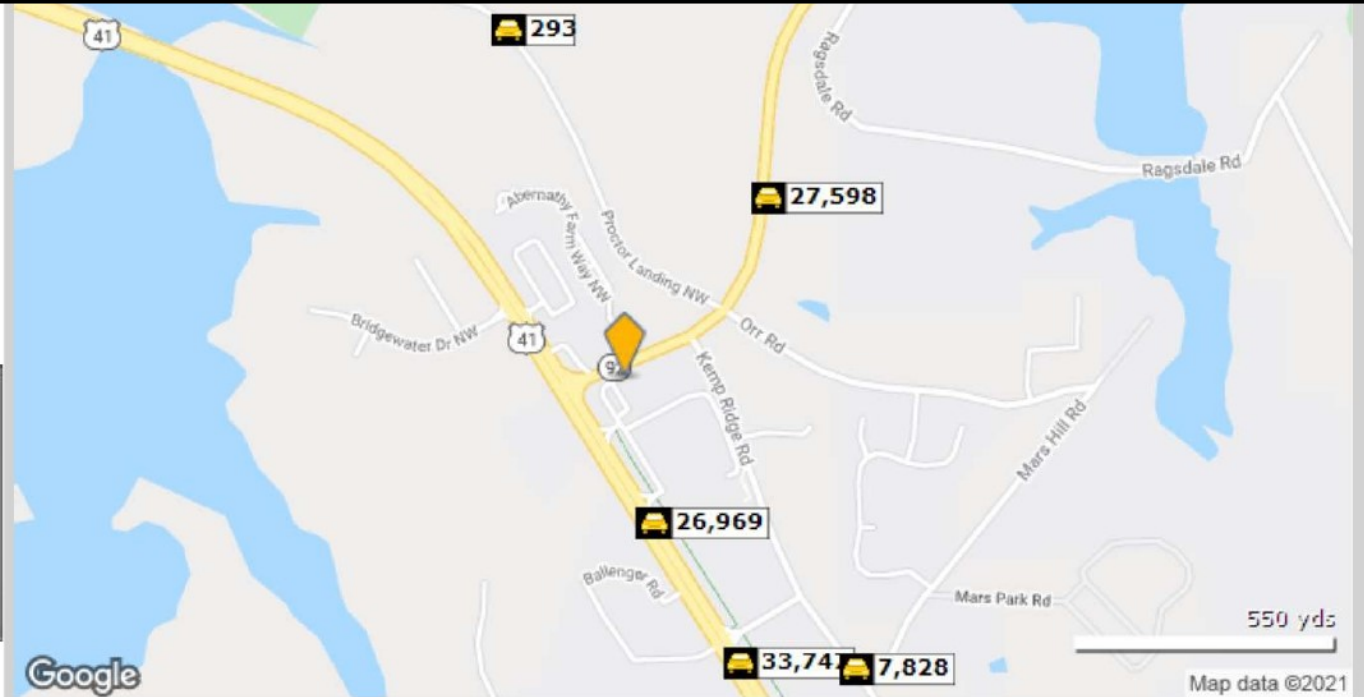 41
293
Ragsdale Rd
Ragsdale Rd
27,598
Abernathy Farm Way NW
Proctor Landing NW
Bridgewater Dr NW
41
Orr Rd
Kemp Ridge Rd
Mars Hill Rd
26,969
Ballenger Rd
Mars Park Rd
550 yds
7,828
Google
Map data ©2021